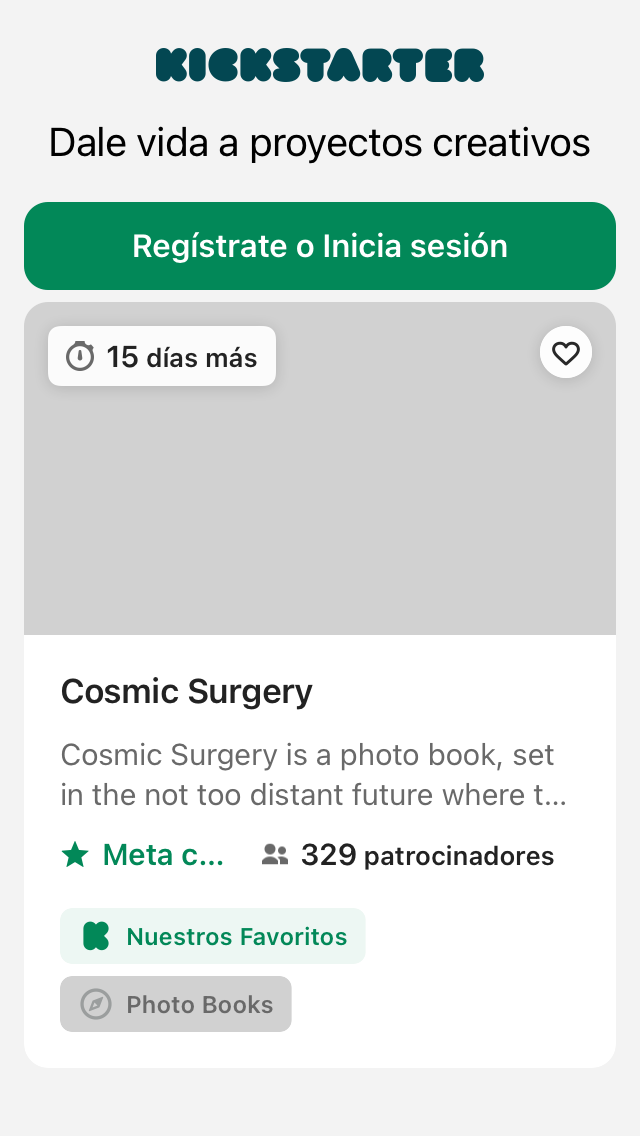 KICKSTARTER
Dale vida a proyectos creativos
Regístrate o Inicia sesión
15 días más
Cosmic Surgery
Cosmic Surgery is a photo book, set
in the not too distant future where t...
Meta c... 329 patrocinadores
Nuestros Favoritos
Photo Books